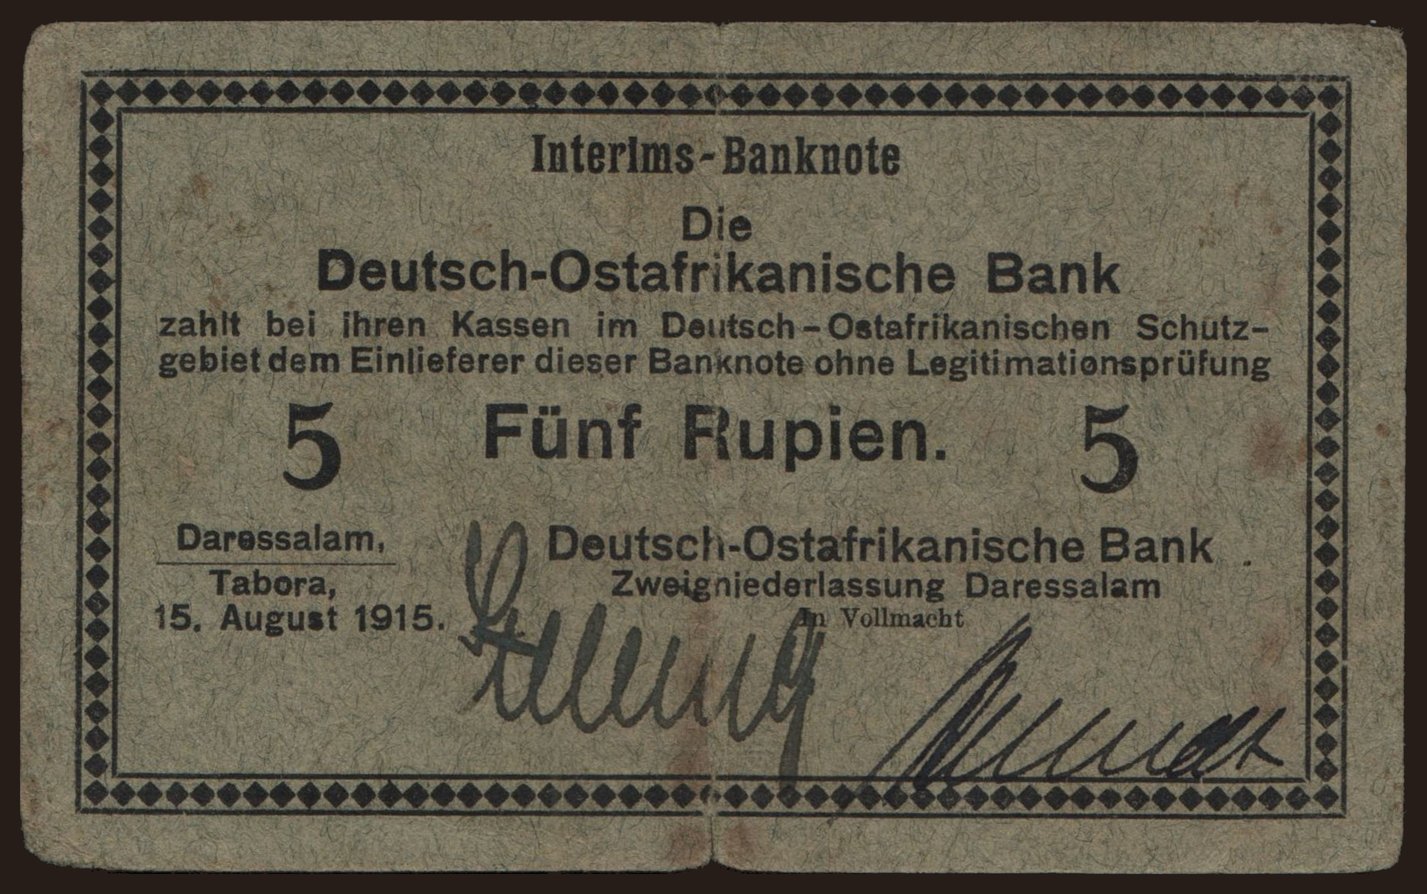 Interims-Banknote
Die
Deutsch-Ostafrikanische Bank
zahlt bei ihren Kassen im Deutsch-Ostafrikanischen Schutz-
gebiet dem Einlieferer dieser Banknote ohne Legitimationsprüfung
5 Fünf Rupien. 5
Daressalam,
Tabora,
15. August 1915.
Deutsch-Ostafrikanische Bank
Zweigniederlassung Daressalam
In Vollmacht